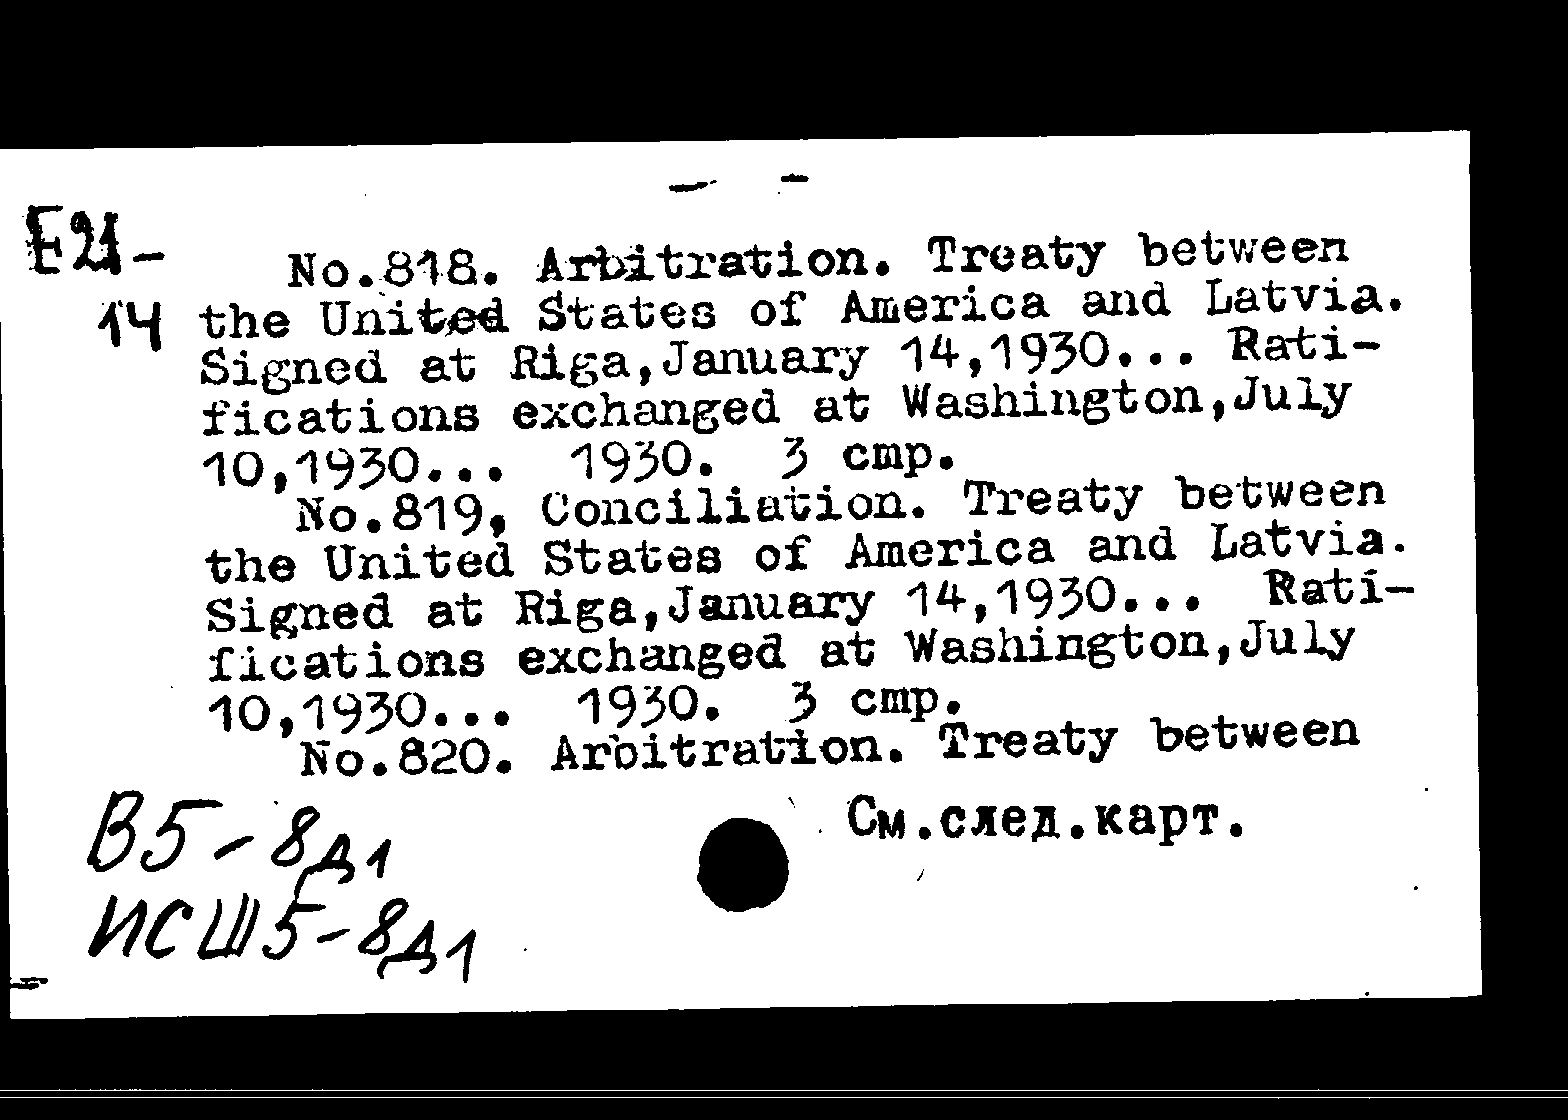 E21-
14
No.818. Arbitration. Treaty between
the United States of America and Latvia.
Signed at Riga,January 14,1930... Rati-
fications exchanged at Washington,July
10,1930... 1930. 3 стр.
No.819, Conciliation. Treaty between
the United States of America and Latvia.
Signed at Riga,January 14,1930... Rati-
fications exchanged at Washington,July
10,1930... 1930. 3 стр.
No.820. Arbitration. Treaty between
См.след.карт.
В5-8д1
ИСШ5-8д1